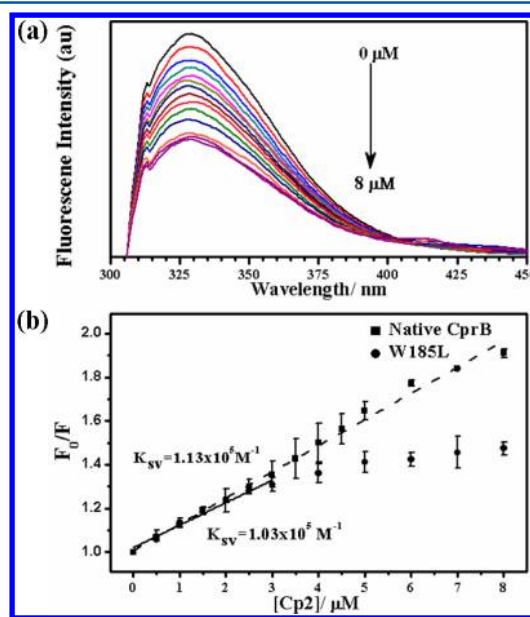 (a)
Fluorescene Intensity (au)
0 μM
8 μM
300 325 350 375 400 425 450
Wavelength/ nm
(b)
F₀/F
2.0
1.8
1.6
1.4
1.2
1.0
Native CprB
W185L
K_SV=1.13x10⁵M⁻¹
K_SV=1.03x10⁵ M⁻¹
0 1 2 3 4 5 6 7 8
[Cp2]/ μM